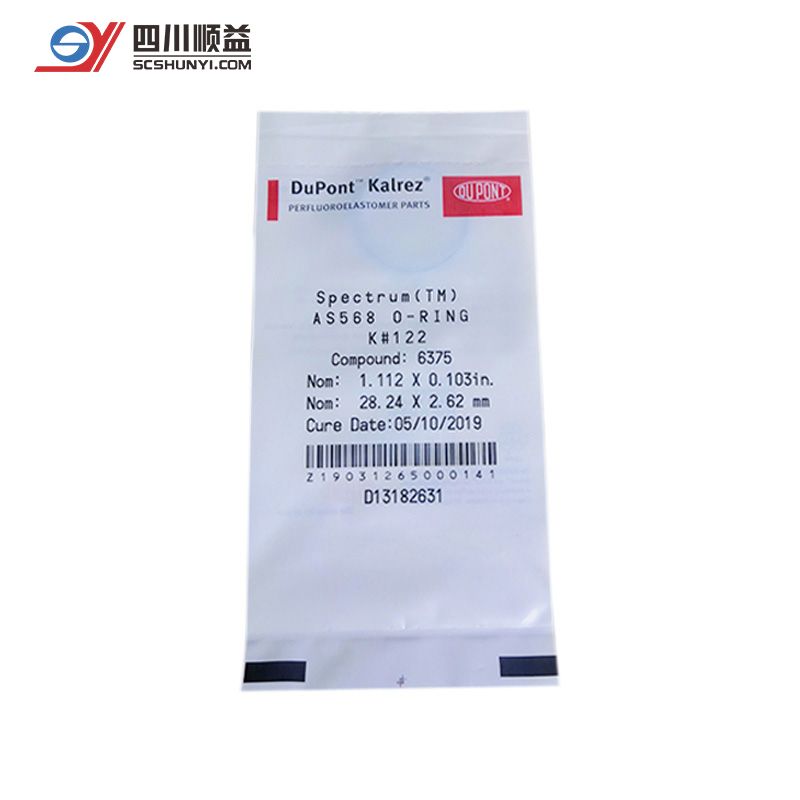 SY 四川顺益
SCSHUNYI.COM
DuPont™ Kalrez®
PERFLUOROELASTOMER PARTS
DUPONT
Spectrum(TM)
AS568 O-RING
K#122
Compound: 6375
Nom: 1.112 X 0.103in.
Nom: 28.24 X 2.62 mm
Cure Date:05/10/2019
Z19031265000141
D13182631